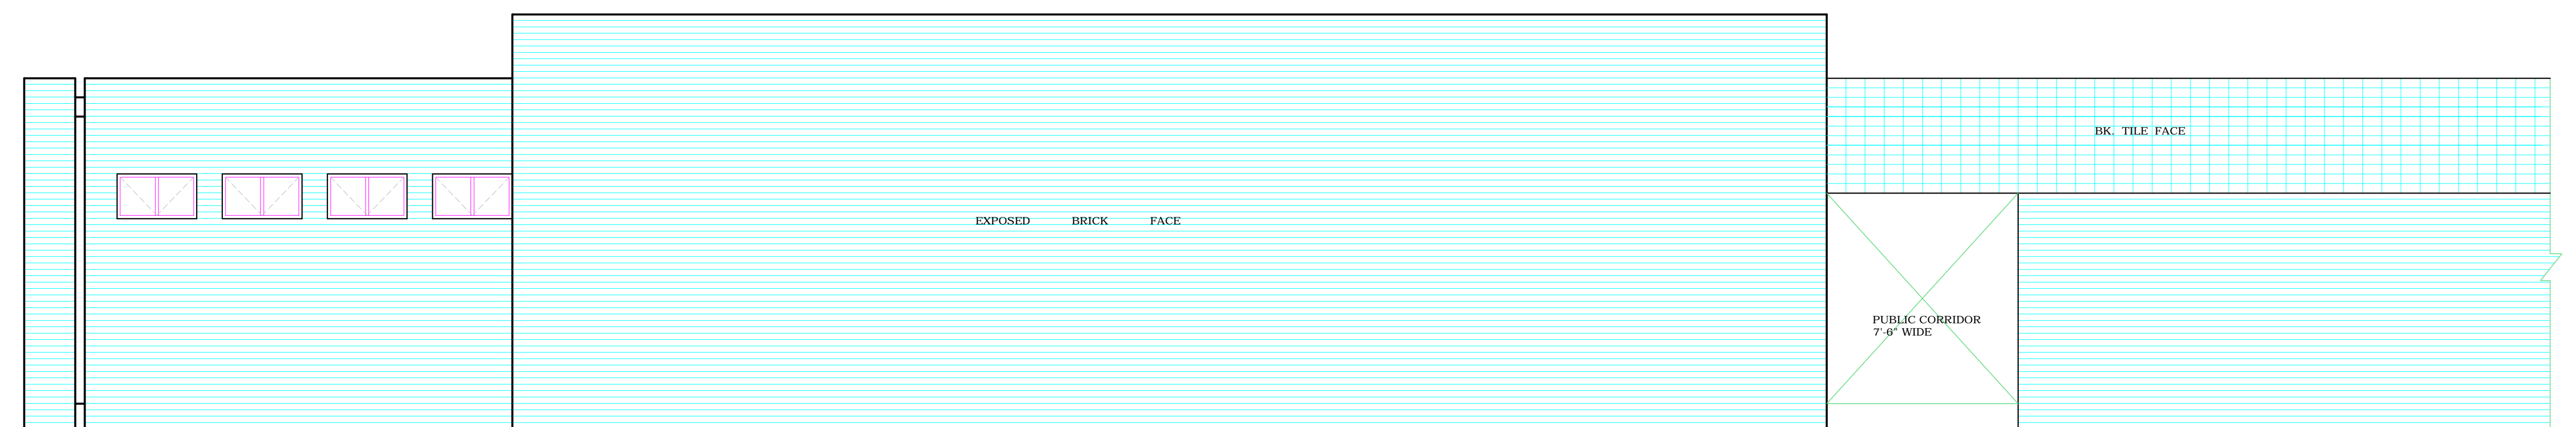 BK. TILE FACE
EXPOSED BRICK FACE
PUBLIC CORRIDOR
7'-6" WIDE